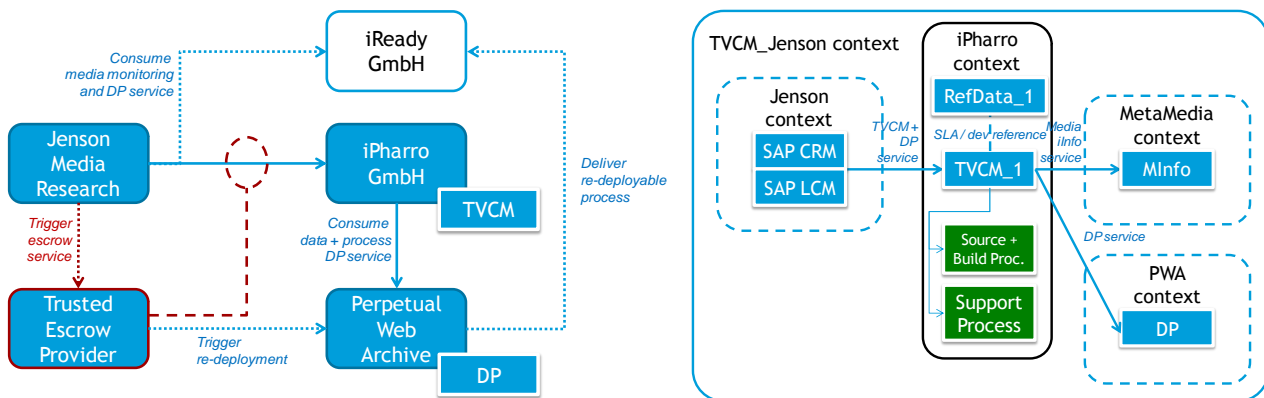 iReady
GmbH
Consume
media monitoring
and DP service
Jenson
Media
Research
iPharro
GmbH
TVCM
Deliver
re-deployable
process
Trigger
escrow
service
Consume
data + process
DP service
Trusted
Escrow
Provider
Trigger
re-deployment
Perpetual
Web
Archive
DP
TVCM_Jenson context
iPharro
context
RefData_1
Jenson
context
SAP CRM
SAP LCM
TVCM +
DP
service
SLA / dev reference
TVCM_1
Media
iInfo
service
MetaMedia
context
MInfo
Source +
Build Proc.
Support
Process
DP service
PWA
context
DP